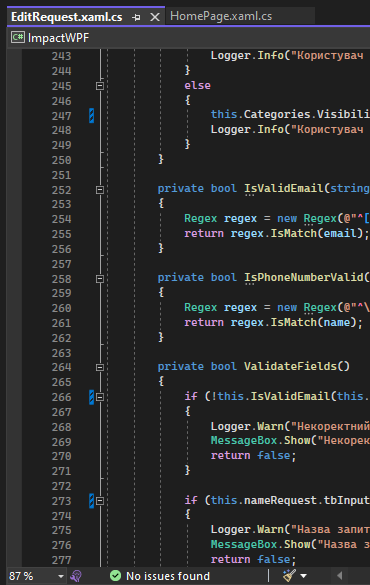 EditRequest.xaml.cs HomePage.xaml.cs
C# ImpactWPF
243 Logger.Info("Користувач
244 }
245 else
246 {
247 this.Categories.Visibili
248 Logger.Info("Користувач
249 }
250 }
251
252 private bool IsValidEmail(string
253 {
254 Regex regex = new Regex(@"^[
255 return regex.IsMatch(email);
256 }
257
258 private bool IsPhoneNumberValid(
259 {
260 Regex regex = new Regex(@"^\
261 return regex.IsMatch(name);
262 }
263
264 private bool ValidateFields()
265 {
266 if (!this.IsValidEmail(this.
267 {
268 Logger.Warn("Некоректний
269 MessageBox.Show("Некорек
270 return false;
271 }
272
273 if (this.nameRequest.tbInput
274 {
275 Logger.Warn("Назва запит
276 MessageBox.Show("Назва з
277 return false;
87 % No issues found